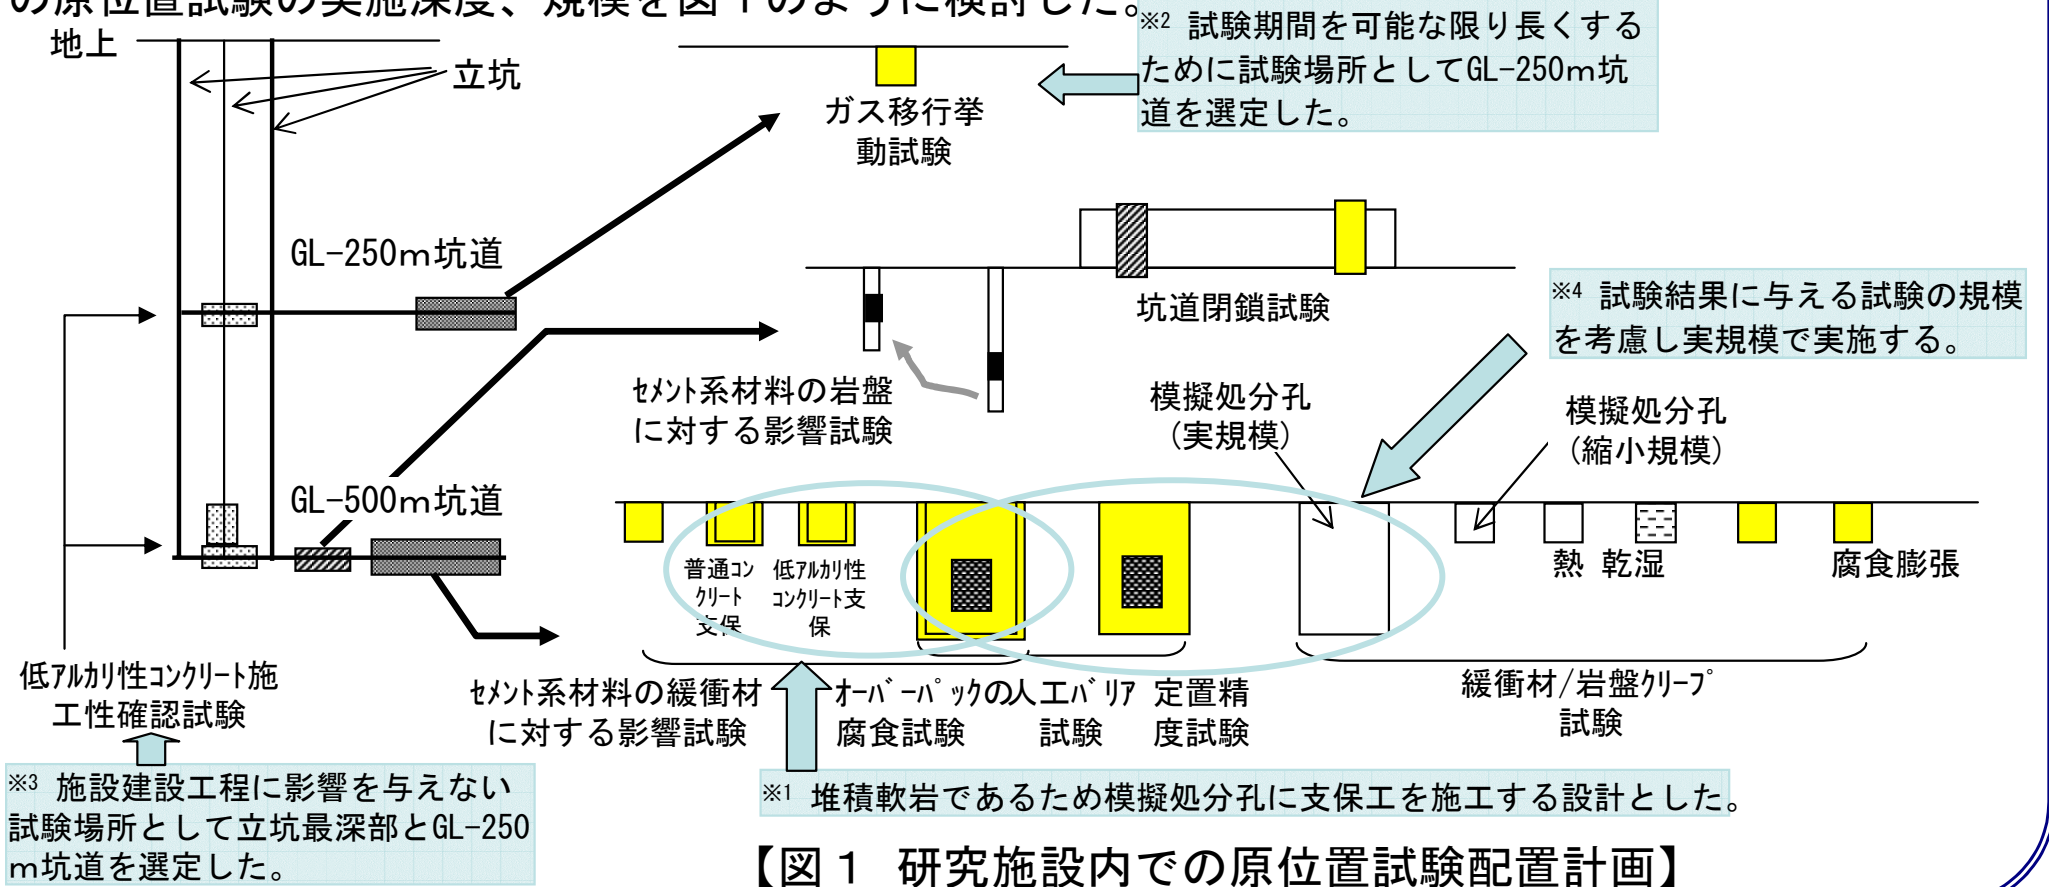 の原位置試験の実施深度、規模を図１のように検討した。
地上
立坑
※2 試験期間を可能な限り長くする
ために試験場所としてGL-250m坑
道を選定した。
ガス移行挙
動試験
GL-250m坑道
坑道閉鎖試験
※4 試験結果に与える試験の規模
を考慮し実規模で実施する。
ｾﾒﾝﾄ系材料の岩盤
に対する影響試験
模擬処分孔
(実規模)
模擬処分孔
(縮小規模)
GL-500m坑道
普通ｺﾝ
ｸﾘｰﾄ
支保
低ｱﾙｶﾘ性
ｺﾝｸﾘｰﾄ支
保
熱 乾湿
腐食膨張
低ｱﾙｶﾘ性ｺﾝｸﾘｰﾄ施
工性確認試験
ｾﾒﾝﾄ系材料の緩衝材
に対する影響試験
ｵｰﾊﾞｰﾊﾟｯｸの
腐食試験
人工ﾊﾞﾘｱ
試験
定置精
度試験
緩衝材/岩盤ｸﾘｰﾌﾟ
試験
※3 施設建設工程に影響を与えない
試験場所として立坑最深部とGL-250
m坑道を選定した。
※1 堆積軟岩であるため模擬処分孔に支保工を施工する設計とした。
【図１ 研究施設内での原位置試験配置計画】